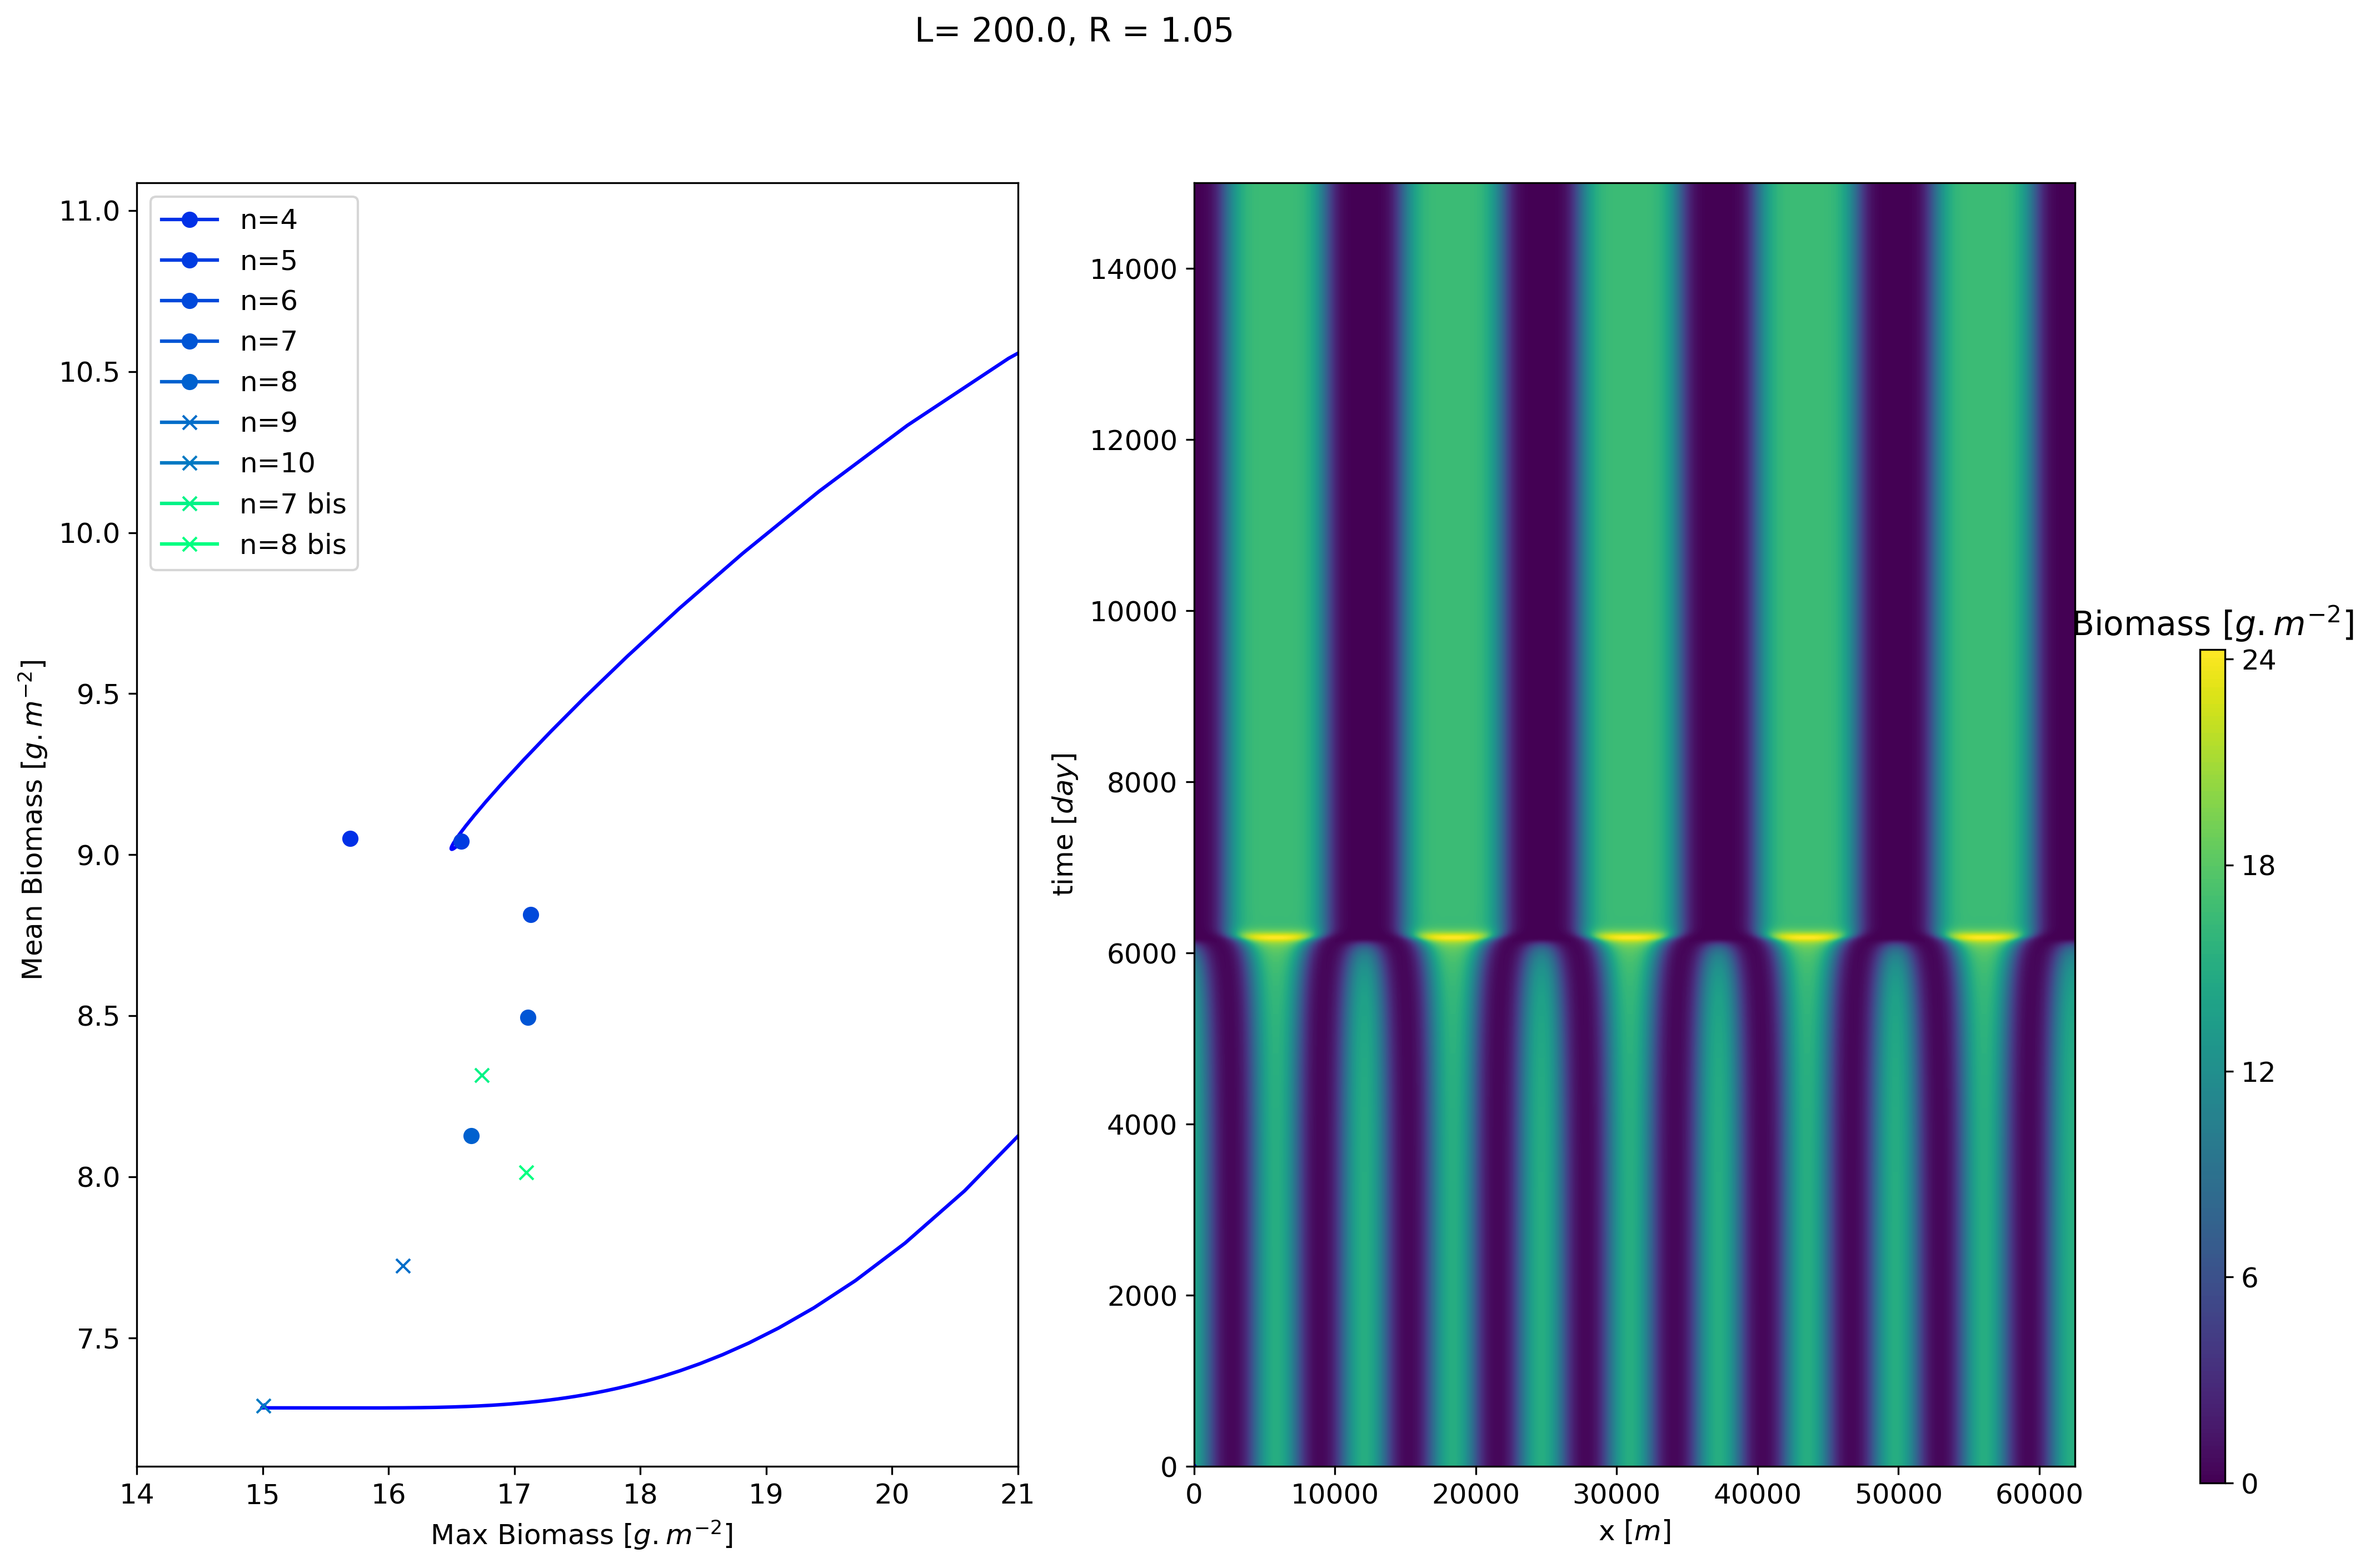 L= 200.0, R = 1.05
11.0
10.5
10.0
9.5
9.0
8.5
8.0
7.5
14 15 16 17 18 19 20 21
Mean Biomass [g.m⁻²]
Max Biomass [g.m⁻²]
n=4
n=5
n=6
n=7
n=8
n=9
n=10
n=7 bis
n=8 bis
14000
12000
10000
8000
6000
4000
2000
0
0 10000 20000 30000 40000 50000 60000
time [day]
x [m]
Biomass [g.m⁻²]
24
18
12
6
0